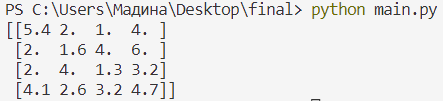 PS C:\Users\Мадина\Desktop\final> python main.py
[[5.4 2.  1.  4. ]
 [2.  1.6 4.  6. ]
 [2.  4.  1.3 3.2]
 [4.1 2.6 3.2 4.7]]